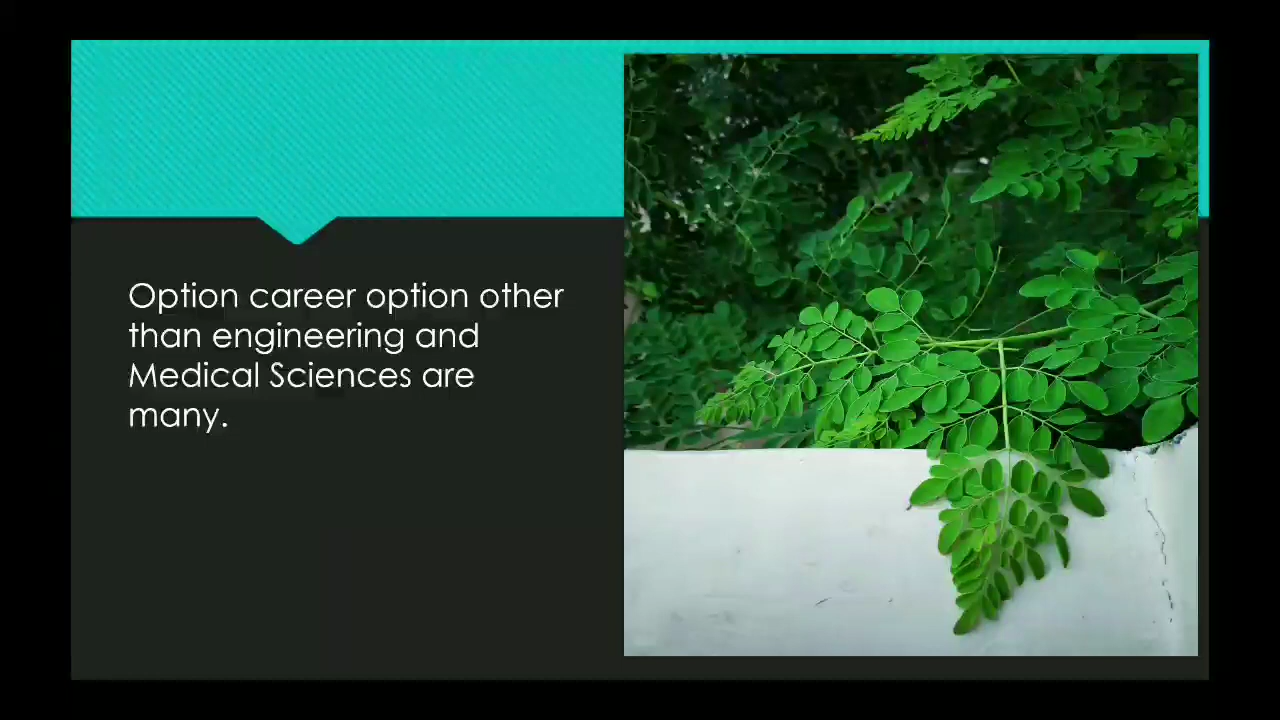 Option career option other
than engineering and
Medical Sciences are
many.